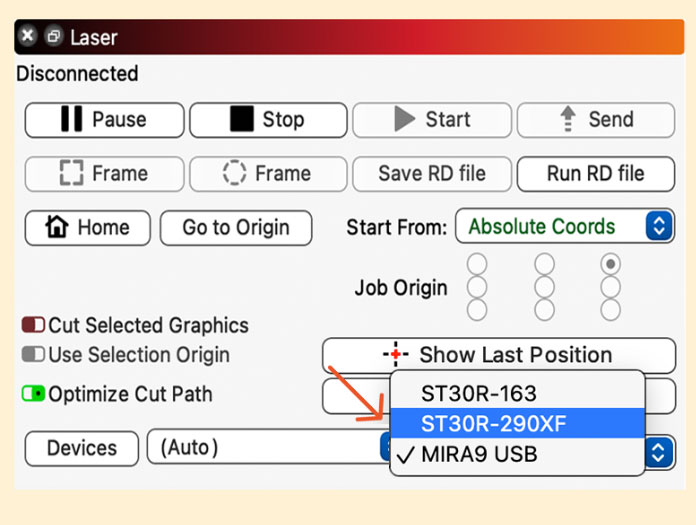 Laser
Disconnected
Pause Stop Start Send
Frame Frame Save RD file Run RD file
Home Go to Origin Start From: Absolute Coords
Job Origin
Cut Selected Graphics
Use Selection Origin Show Last Position
Optimize Cut Path ST30R-163
ST30R-290XF
Devices (Auto) ✓ MIRA9 USB